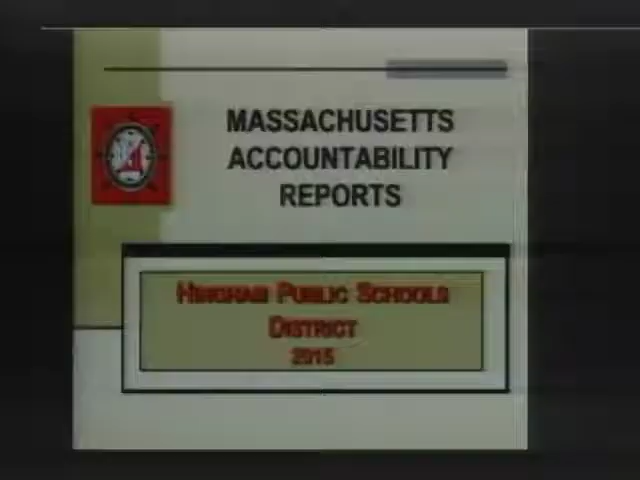 MASSACHUSETTS
ACCOUNTABILITY
REPORTS
HINGHAM PUBLIC SCHOOLS
DISTRICT
2015